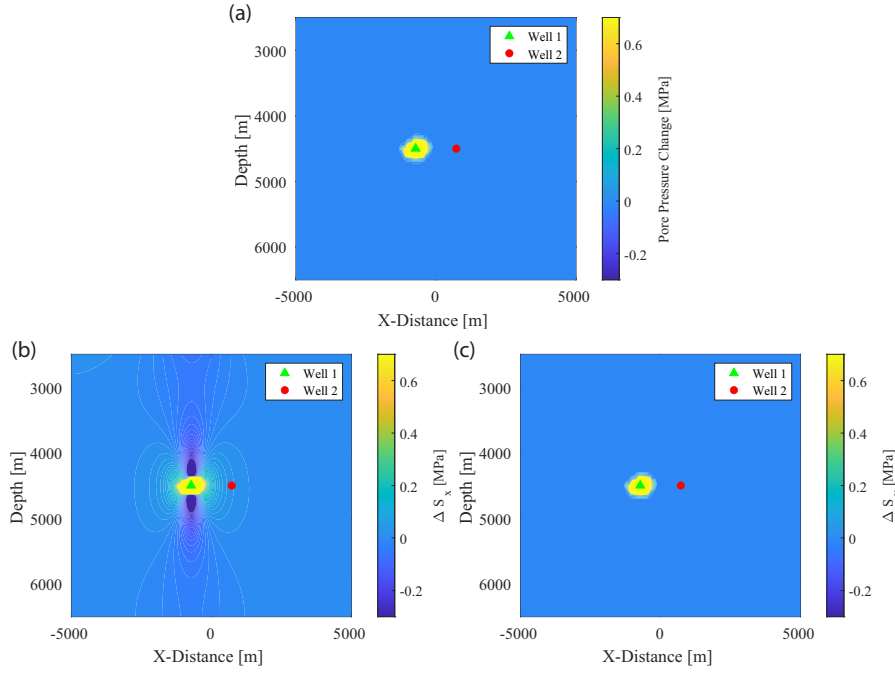 (a)
Well 1
Well 2
3000
4000
5000
6000
Depth [m]
-5000
0
5000
X-Distance [m]
0.6
0.4
0.2
0
-0.2
Pore Pressure Change [MPa]
(b)
Well 1
Well 2
3000
4000
5000
6000
Depth [m]
-5000
0
5000
X-Distance [m]
0.6
0.4
0.2
0
-0.2
Δ S_x [MPa]
(c)
Well 1
Well 2
3000
4000
5000
6000
Depth [m]
-5000
0
5000
X-Distance [m]
0.6
0.4
0.2
0
-0.2
[MPa]